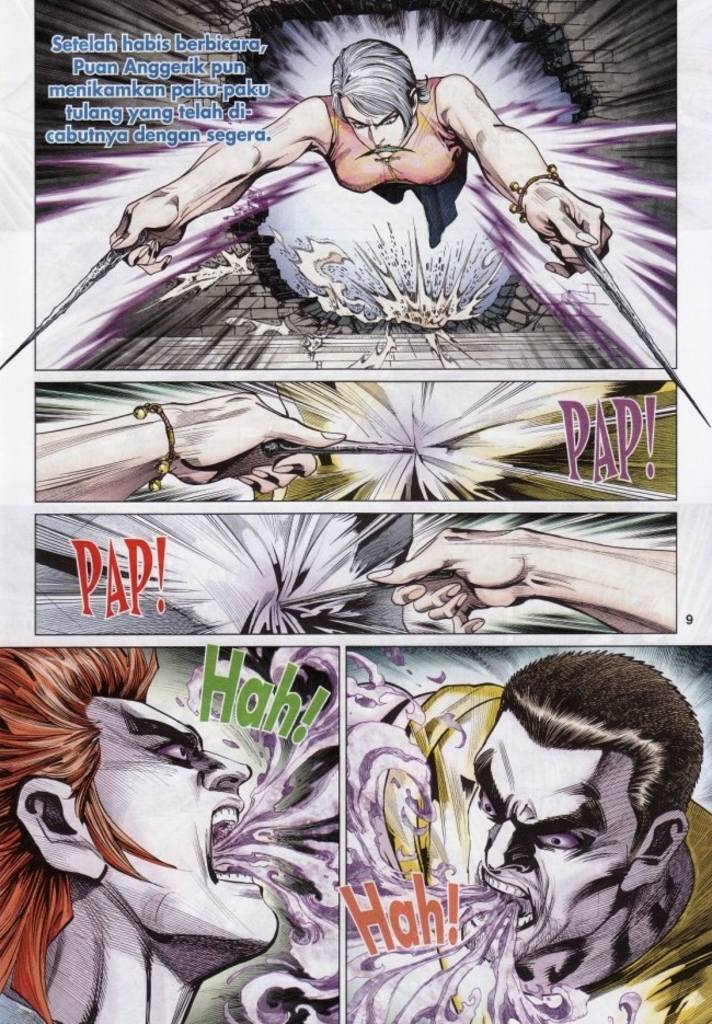 Setelah habis berbicara,
Puan Anggerik pun
menikamkan paku-paku
tulang yang telah di-
cabutnya dengan segera.
PAP!
PAP!
9
Hah!
Hah!